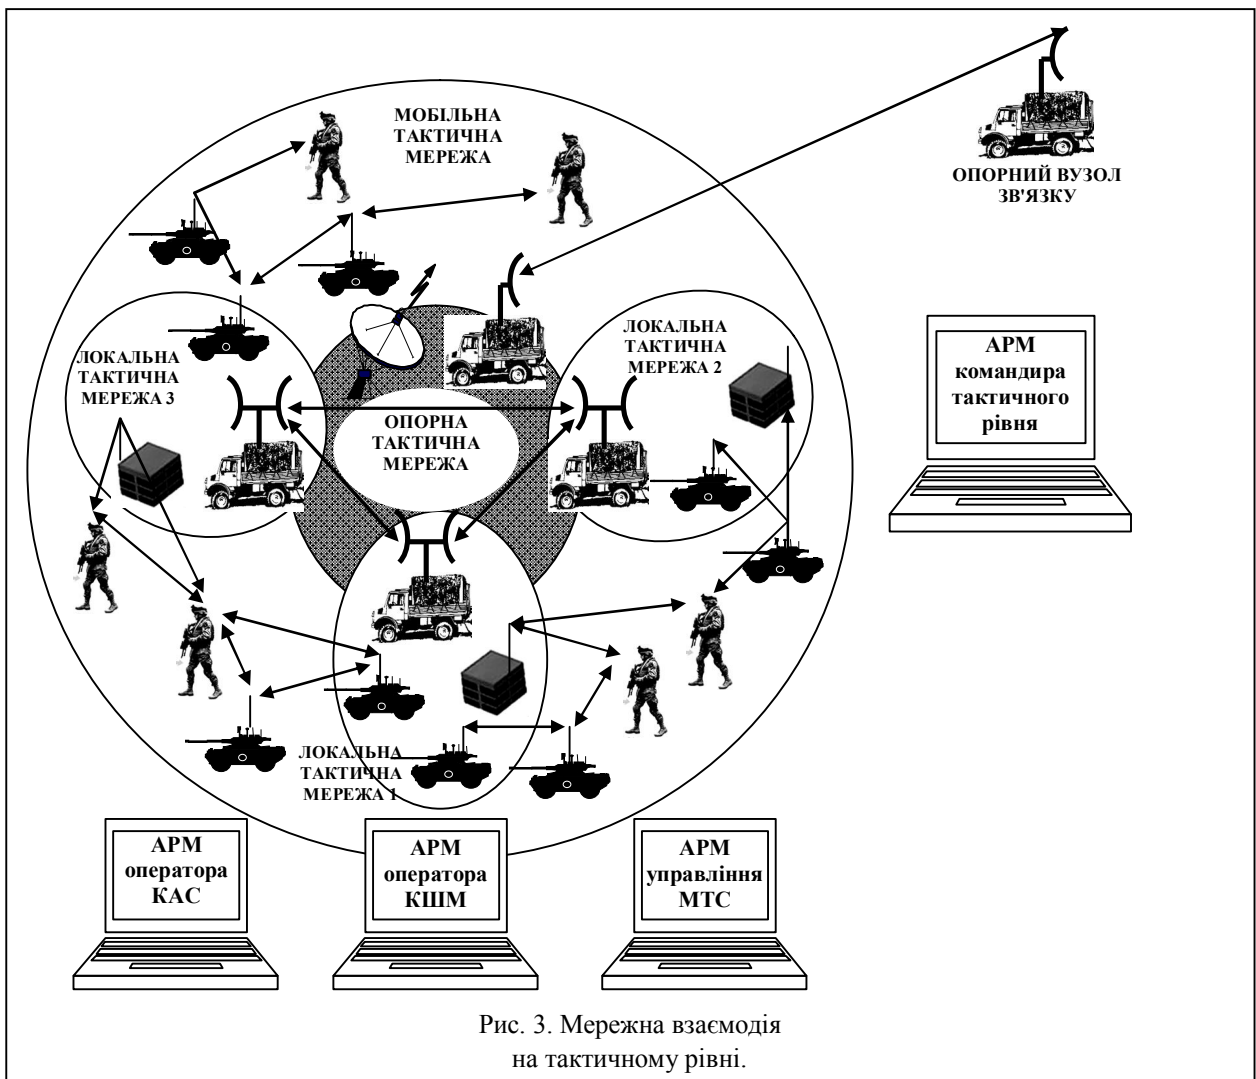 МОБІЛЬНА
ТАКТИЧНА
МЕРЕЖА
ОПОРНИЙ ВУЗОЛ
ЗВ'ЯЗКУ
ЛОКАЛЬНА
ТАКТИЧНА
МЕРЕЖА 3
ЛОКАЛЬНА
ТАКТИЧНА
МЕРЕЖА 2
ОПОРНА
ТАКТИЧНА
МЕРЕЖА
АРМ
командира
тактичного
рівня
ЛОКАЛЬНА
ТАКТИЧНА
МЕРЕЖА 1
АРМ
оператора
КАС
АРМ
оператора
КШМ
АРМ
управління
МТС
Рис. 3. Мережна взаємодія
на тактичному рівні.